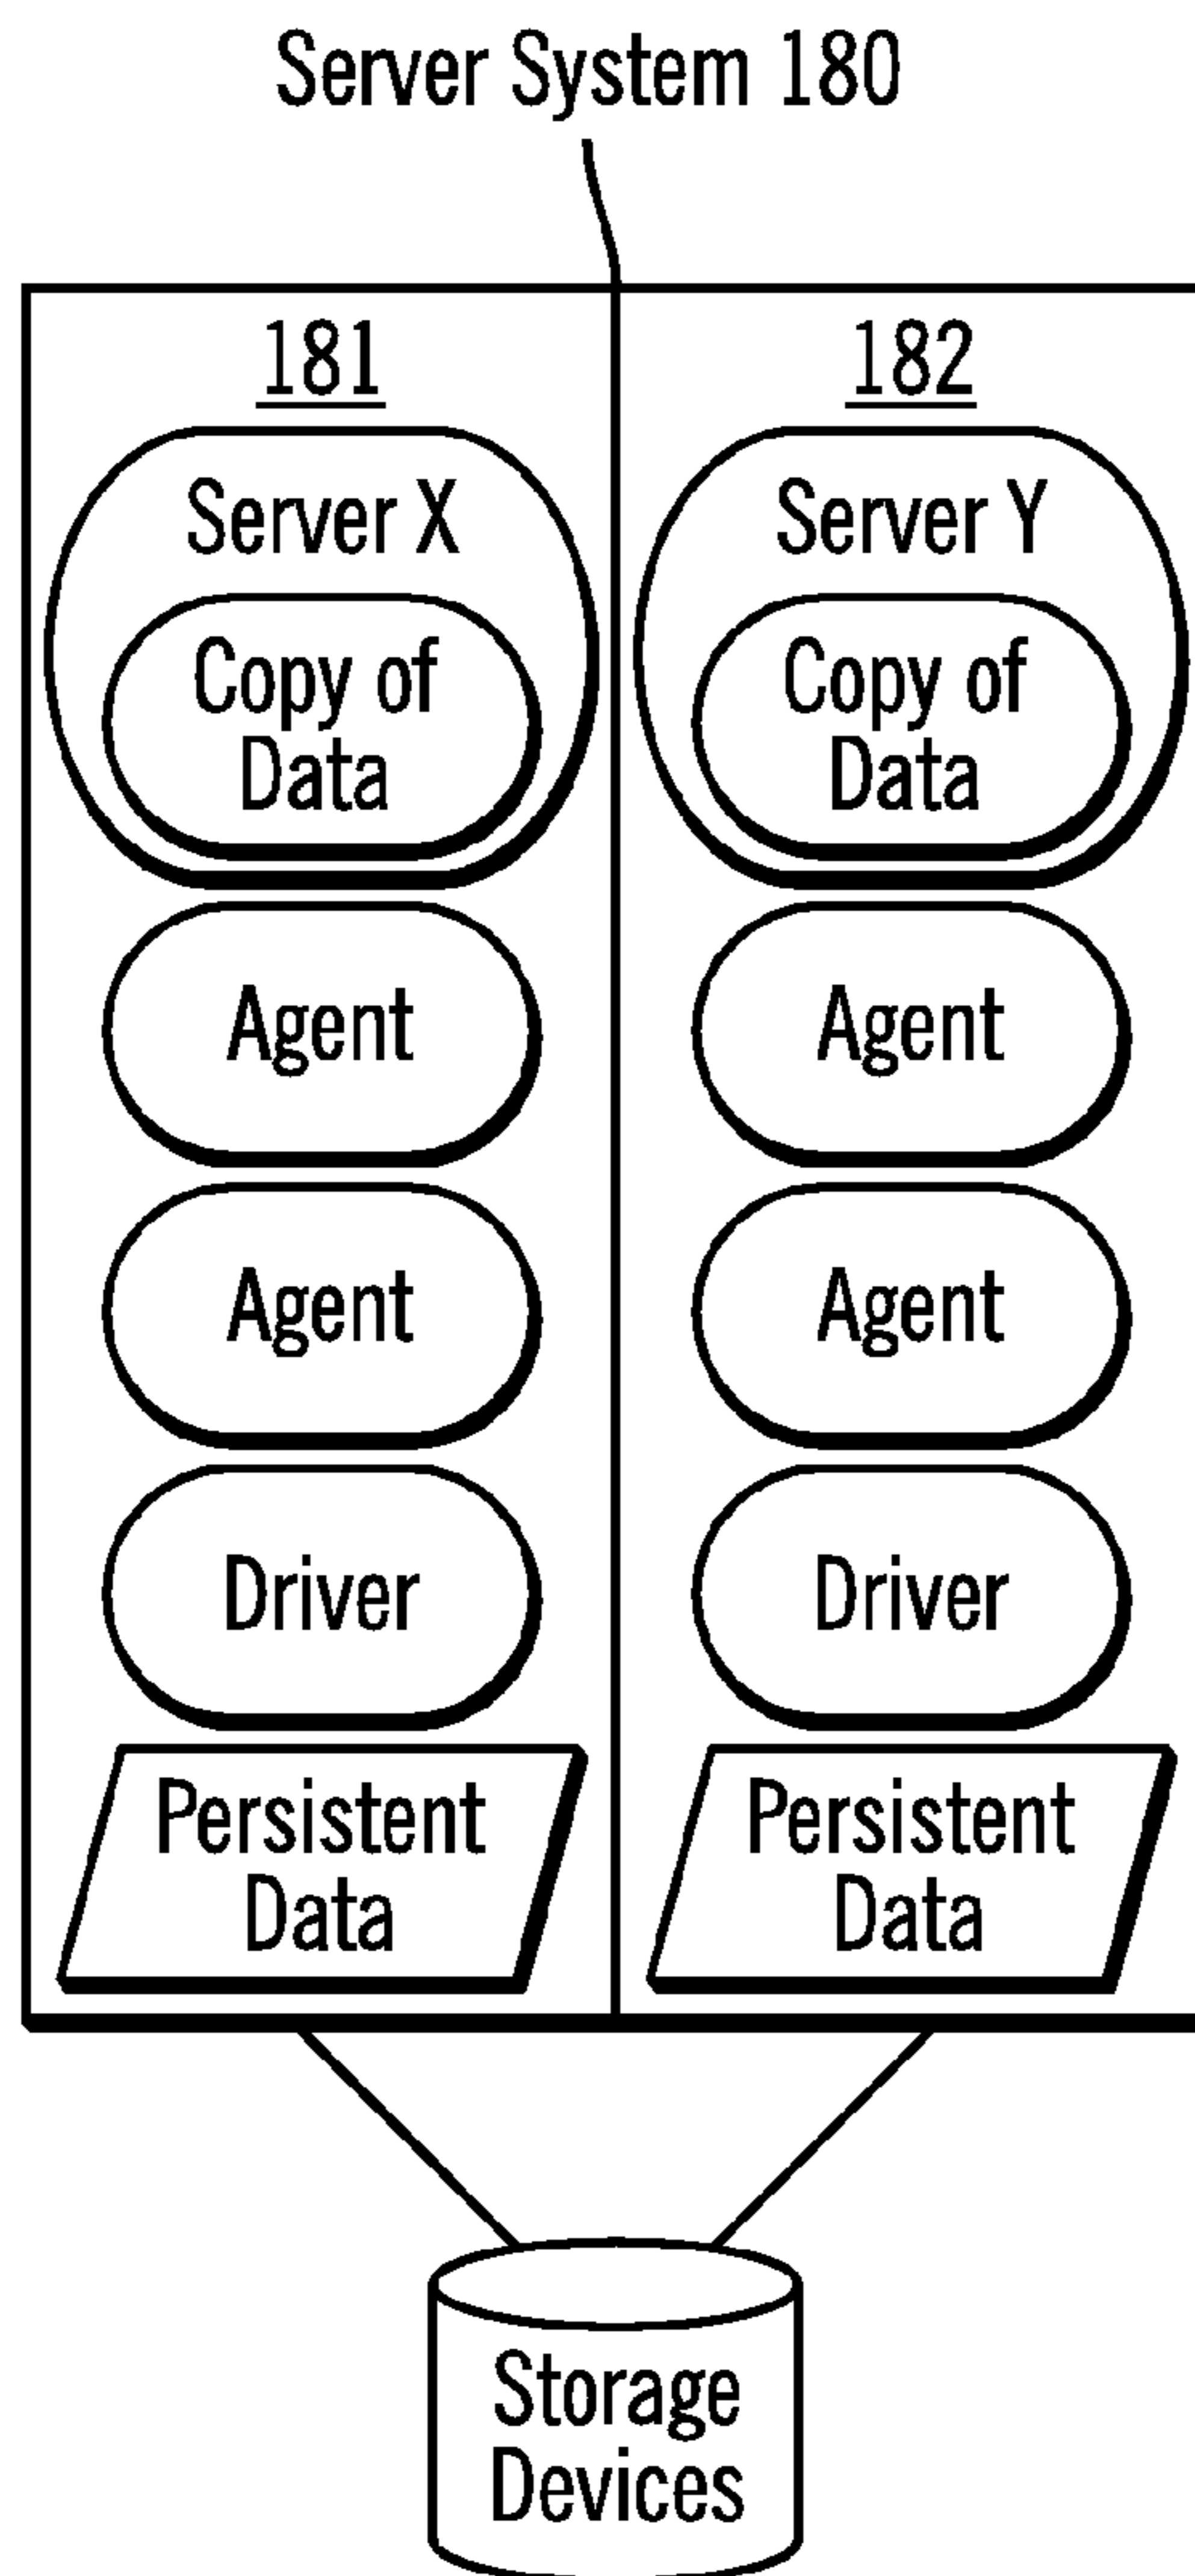 Server System 180
181
Server X
Copy of
Data
Agent
Agent
Driver
Persistent
Data
182
Server Y
Copy of
Data
Agent
Agent
Driver
Persistent
Data
Storage
Devices